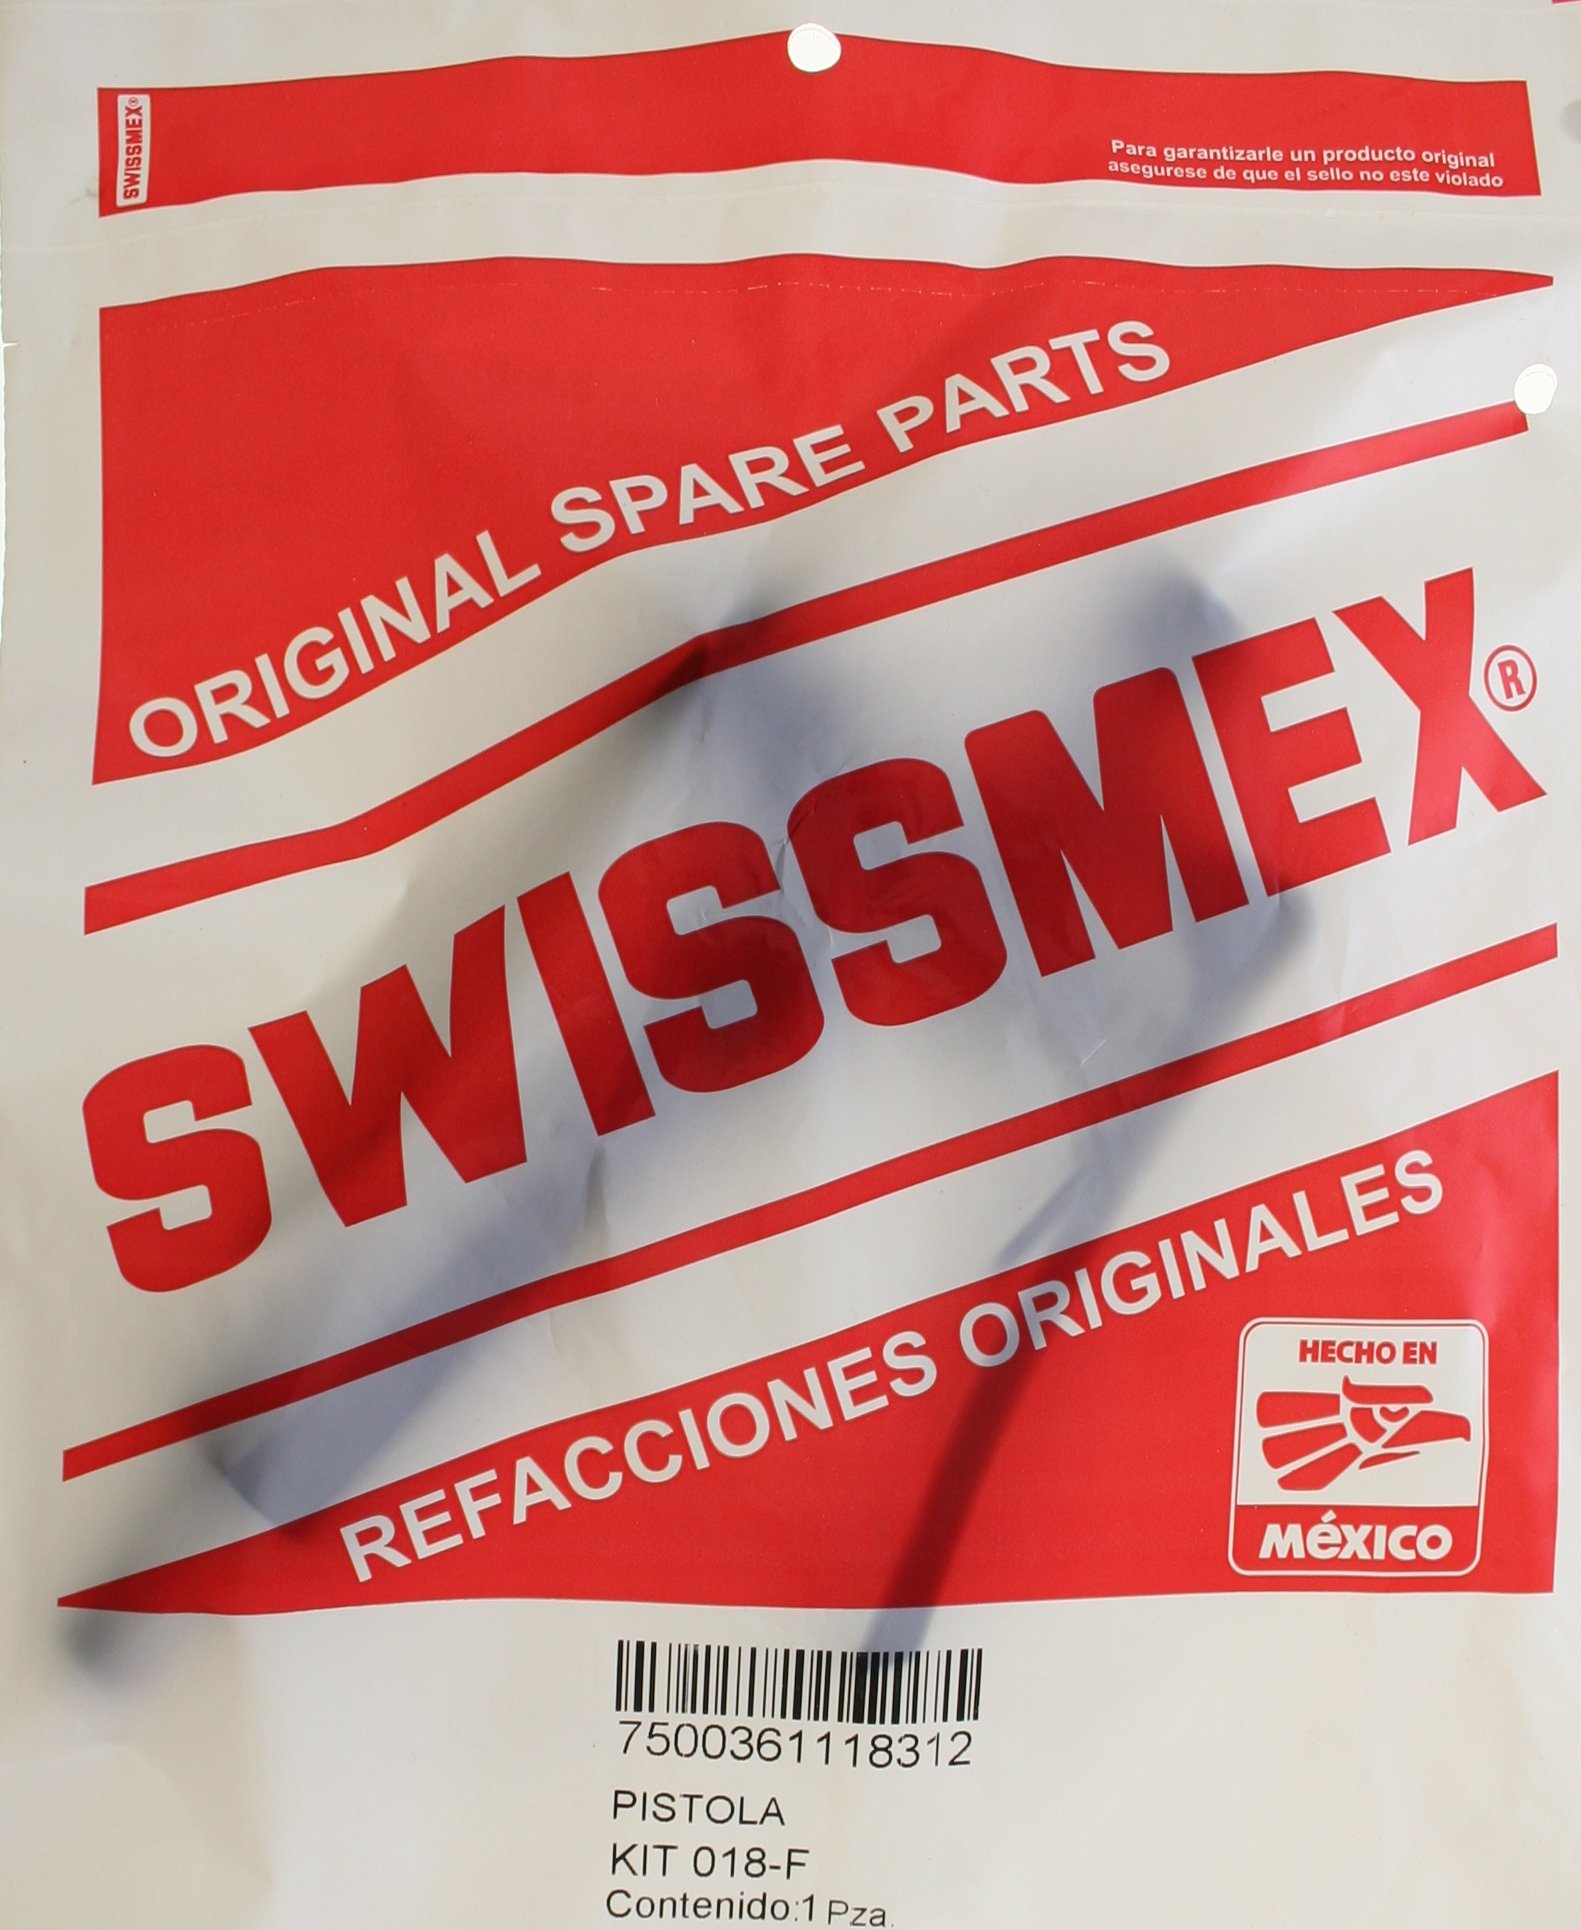 SWISSMEX®
Para garantizarle un producto original
asegurese de que el sello no este violado
ORIGINAL SPARE PARTS
SWISSMEX®
REFACCIONES ORIGINALES
HECHO EN
MéXICO
7500361118312
PISTOLA
KIT 018-F
Contenido:1 Pza.